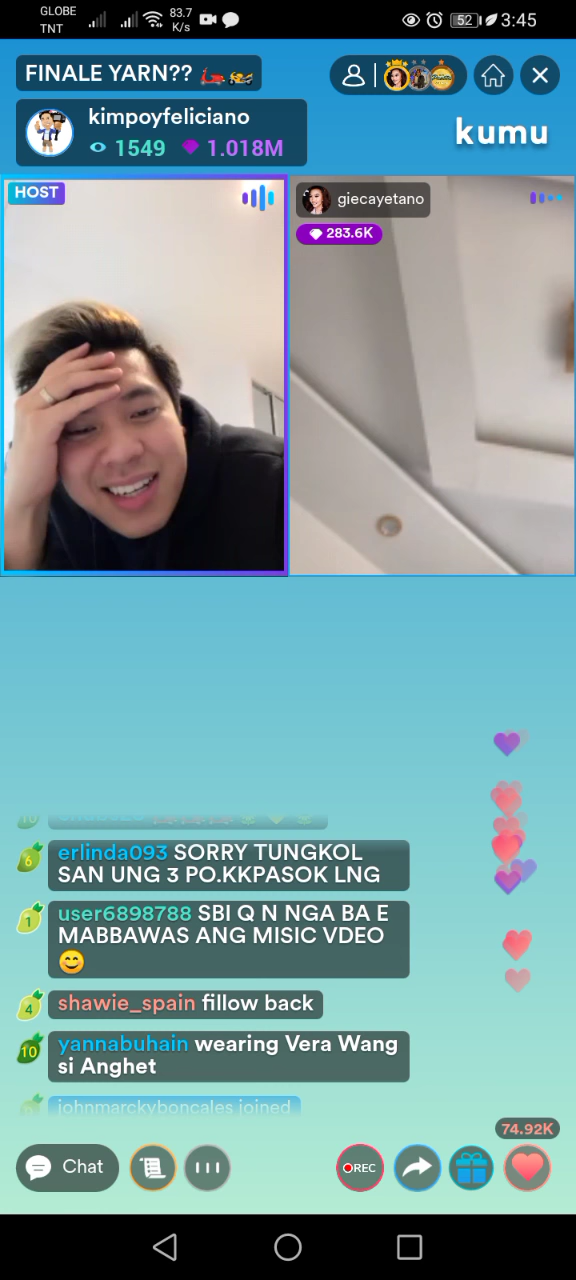 GLOBE
TNT
83.7
K/s
52
3:45
FINALE YARN??
kimpoyfeliciano
1549
1.018M
kumu
HOST
giecayetano
283.6K
10
6
erlinda093 SORRY TUNGKOL
SAN UNG 3 PO.KKPASOK LNG
1
user6898788 SBI Q N NGA BA E
MABBAWAS ANG MISIC VDEO
😊
4
shawie_spain fillow back
10
yannabuhain wearing Vera Wang
si Anghet
johnmarckyboncales joined
74.92K
Chat
REC